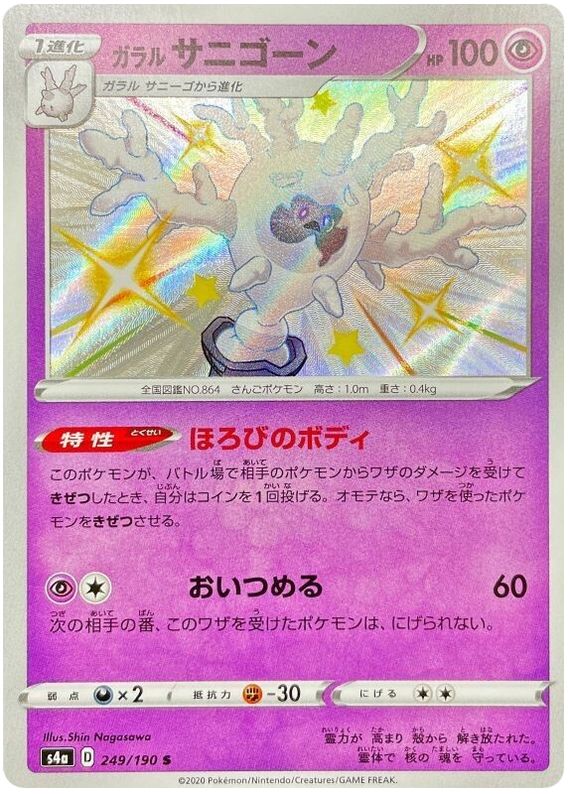 1進化
ガラル サニゴーン
HP 100
ガラル サニーゴから進化
全国図鑑NO.864 さんごポケモン 高さ:1.0m 重さ:0.4kg
特性 とくせい ほろびのボディ
このポケモンが、バトル場で相手のポケモンからワザのダメージを受けて
きぜつしたとき、自分はコインを1回投げる。オモテなら、ワザを使ったポケ
モンをきぜつさせる。
おいつめる 60
次の相手の番、このワザを受けたポケモンは、にげられない。
弱点 ×2 抵抗力 -30 にげる
Illus.Shin Nagasawa
霊力が 高まり 殻から 解き放たれた。
霊体で 核の 魂を 守っている。
s4a D 249/190 S
©2020 Pokémon/Nintendo/Creatures/GAME FREAK.